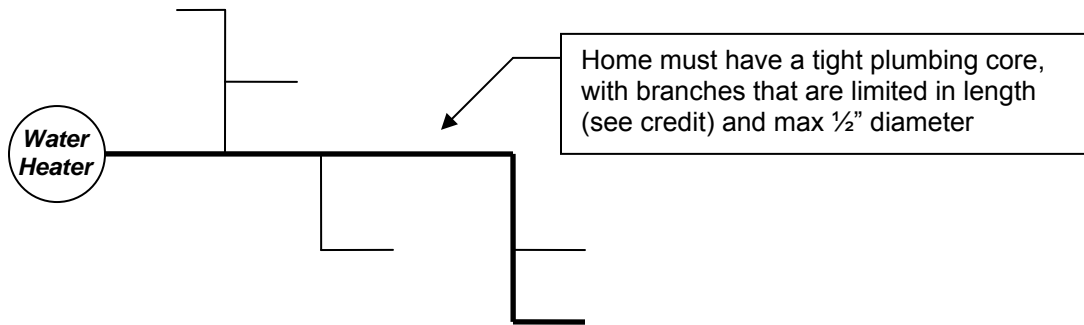 Water
Heater
Home must have a tight plumbing core,
with branches that are limited in length
(see credit) and max ½” diameter